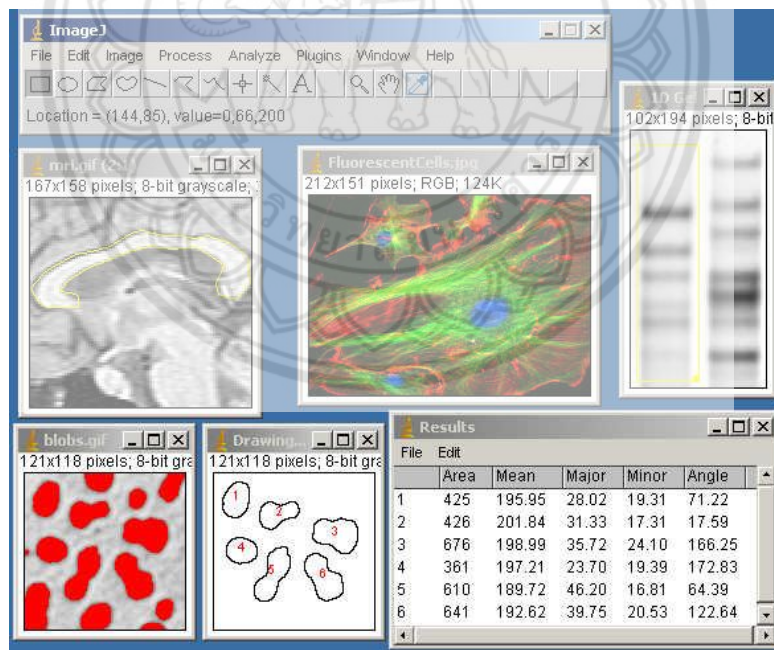 ImageJ
File Edit Image Process Analyze Plugins Window Help
A
Location = (144,85), value=0,66,200
1D Gel
102x194 pixels; 8-bit
mri.gif (2:1)
167x158 pixels; 8-bit grayscale;
FluorescentCells.jpg
212x151 pixels; RGB; 124K
blobs.gif
121x118 pixels; 8-bit gra
Drawing...
121x118 pixels; 8-bit gra
1
2
3
4
5
6
Results
File Edit
Area Mean Major Minor Angle
1 425 195.95 28.02 19.31 71.22
2 426 201.84 31.33 17.31 17.59
3 676 198.99 35.72 24.10 166.25
4 361 197.21 23.70 19.39 172.83
5 610 189.72 46.20 16.81 64.39
6 641 192.62 39.75 20.53 122.64